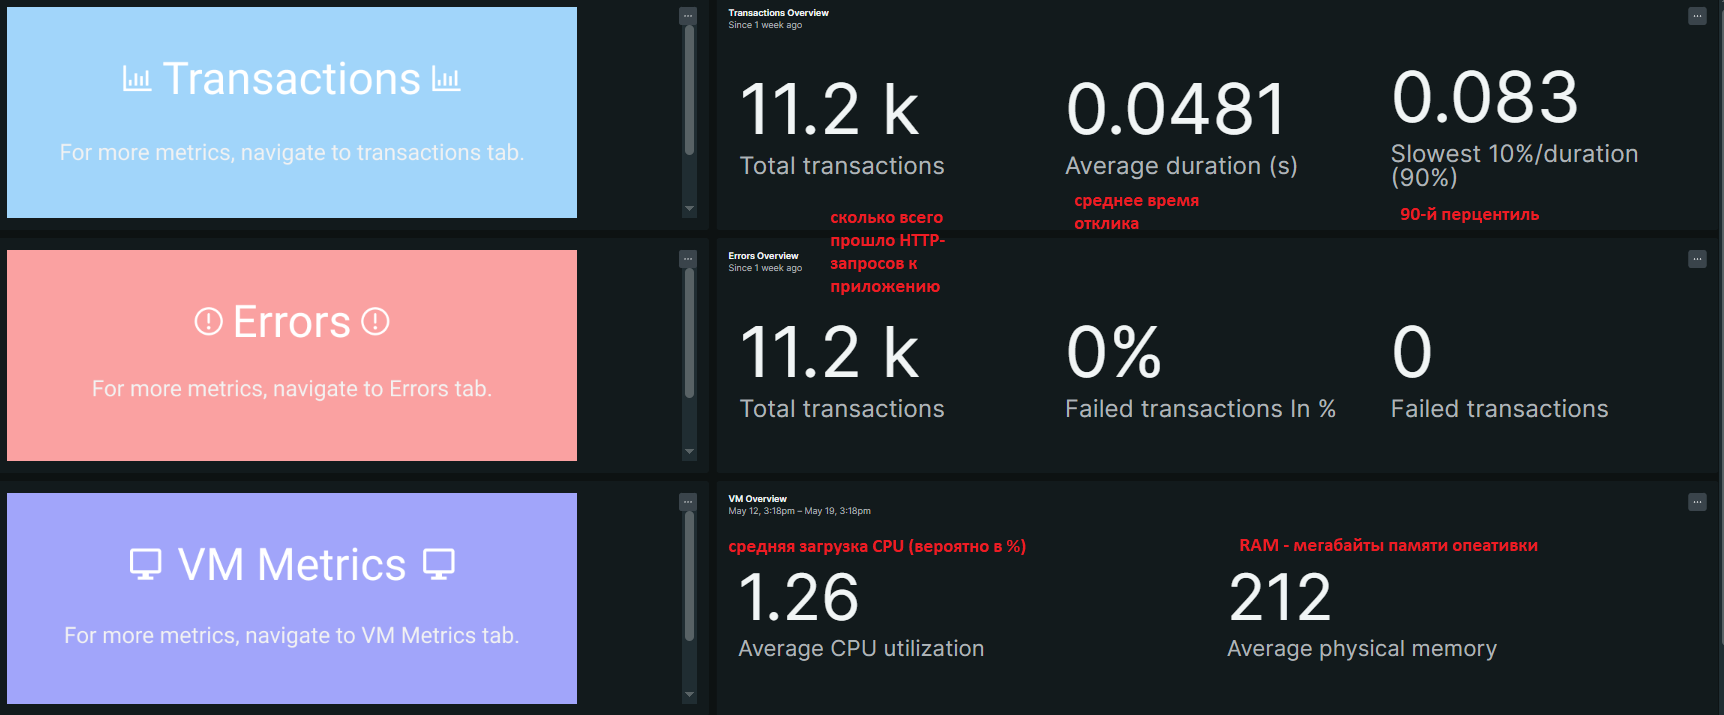 Transactions
For more metrics, navigate to transactions tab.
Transactions Overview
Since 1 week ago
11.2 k
Total transactions
0.0481
Average duration (s)
0.083
Slowest 10%/duration
(90%)
сколько всего
прошло HTTP-
запросов к
приложению
среднее время
отклика
90-й перцентиль
Errors
For more metrics, navigate to Errors tab.
Errors Overview
Since 1 week ago
11.2 k
Total transactions
0%
Failed transactions In %
0
Failed transactions
VM Metrics
For more metrics, navigate to VM Metrics tab.
VM Overview
May 12, 3:18pm – May 19, 3:18pm
средняя загрузка CPU (вероятно в %)
1.26
Average CPU utilization
RAM - мегабайты памяти опеативки
212
Average physical memory